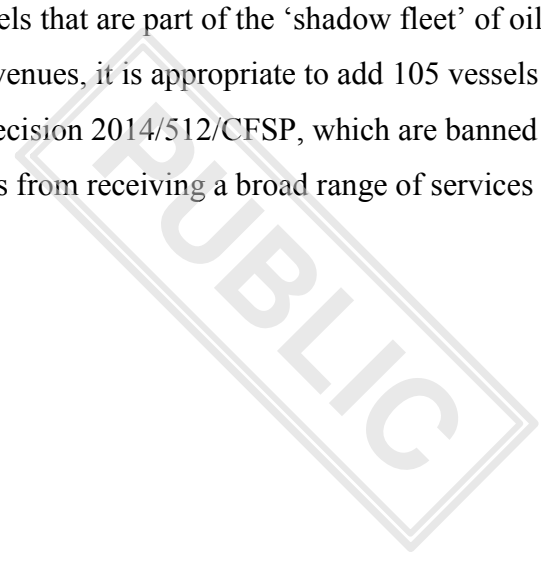 els that are part of the ‘shadow fleet’ of oil
venues, it is appropriate to add 105 vessels
ecision 2014/512/CFSP, which are banned
s from receiving a broad range of services
PUBLIC